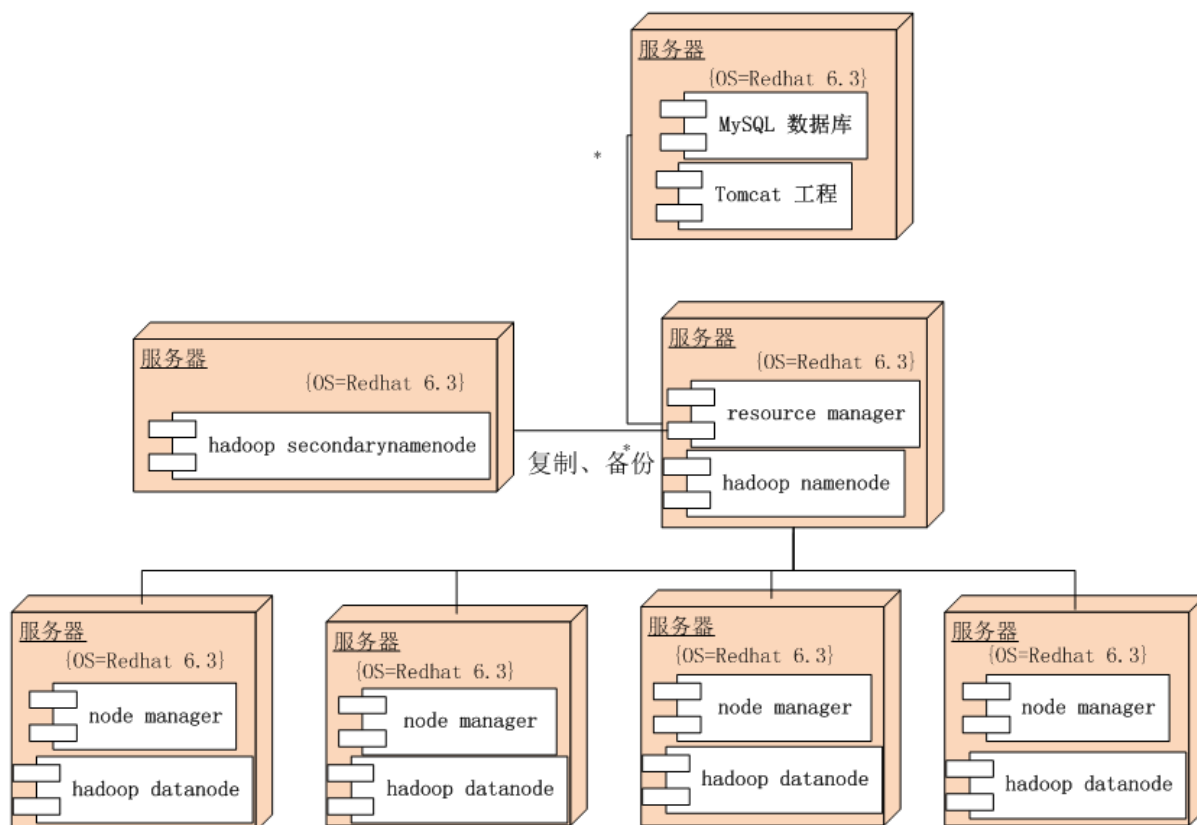 服务器
{OS=Redhat 6.3}
MySQL 数据库
*
Tomcat 工程
服务器
{OS=Redhat 6.3}
hadoop secondarynamenode
服务器
{OS=Redhat 6.3}
resource manager
*
复制、备份
hadoop namenode
服务器
{OS=Redhat 6.3}
node manager
hadoop datanode
服务器
{OS=Redhat 6.3}
node manager
hadoop datanode
服务器
{OS=Redhat 6.3}
node manager
hadoop datanode
服务器
{OS=Redhat 6.3}
node manager
hadoop datanode